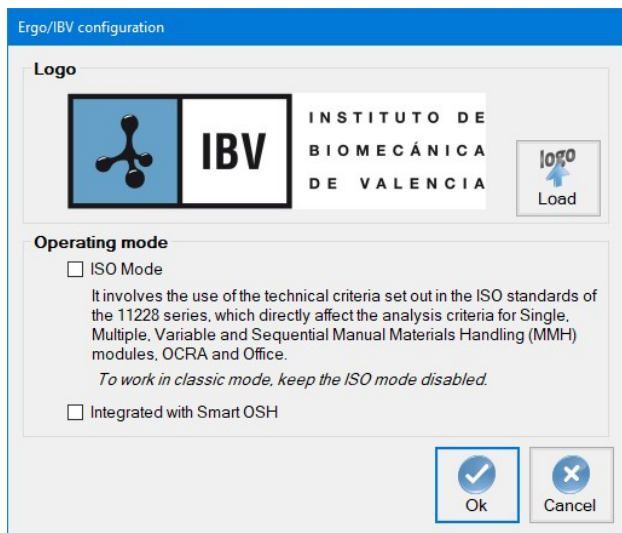 Ergo/IBV configuration
Logo
IBV
INSTITUTO DE
BIOMECÁNICA
DE VALENCIA
logo
Load
Operating mode
ISO Mode
It involves the use of the technical criteria set out in the ISO standards of
the 11228 series, which directly affect the analysis criteria for Single,
Multiple, Variable and Sequential Manual Materials Handling (MMH)
modules, OCRA and Office.
To work in classic mode, keep the ISO mode disabled.
Integrated with Smart OSH
Ok
Cancel